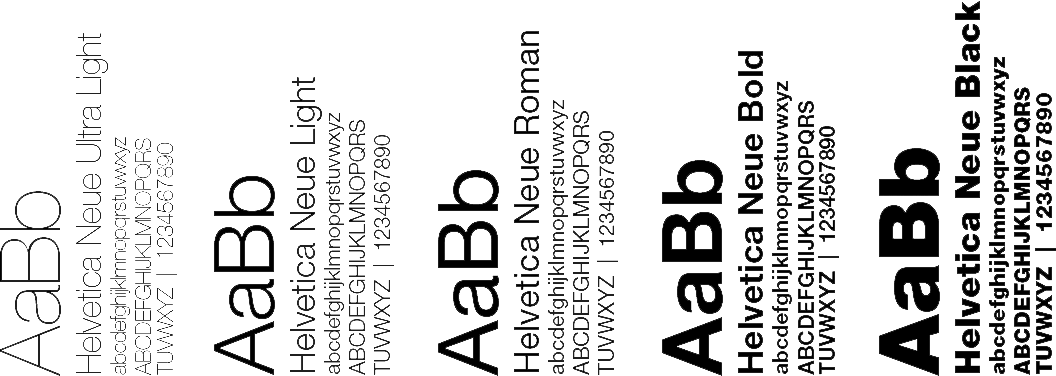 AaBb
Helvetica Neue Ultra Light
abcdefghijklmnopqrstuvwxyz
ABCDEFGHIJKLMNOPQRS
TUVWXYZ | 1234567890
AaBb
Helvetica Neue Light
abcdefghijklmnopqrstuvwxyz
ABCDEFGHIJKLMNOPQRS
TUVWXYZ | 1234567890
AaBb
Helvetica Neue Roman
abcdefghijklmnopqrstuvwxyz
ABCDEFGHIJKLMNOPQRS
TUVWXYZ | 1234567890
AaBb
Helvetica Neue Bold
abcdefghijklmnopqrstuvwxyz
ABCDEFGHIJKLMNOPQRS
TUVWXYZ | 1234567890
AaBb
Helvetica Neue Black
abcdefghijklmnopqrstuvwxyz
ABCDEFGHIJKLMNOPQRS
TUVWXYZ | 1234567890